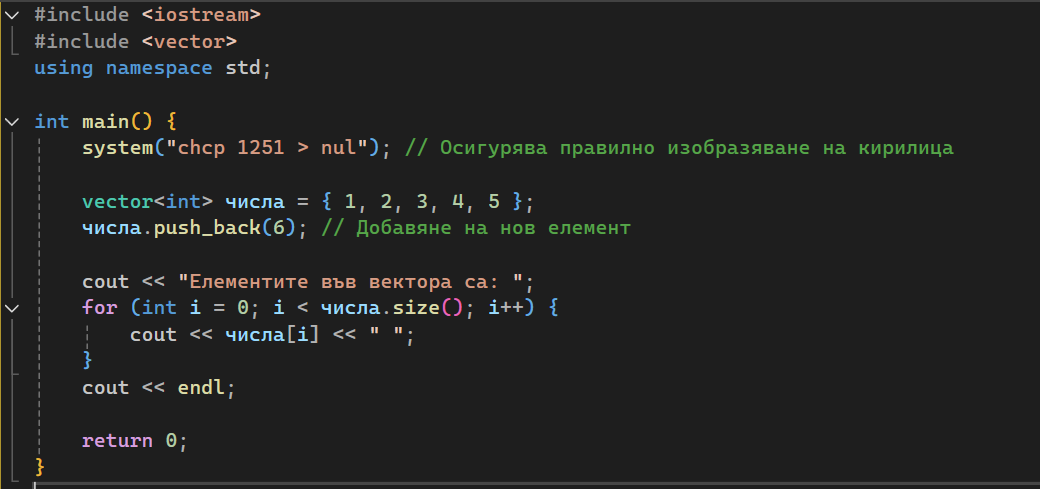 #include <iostream>
#include <vector>
using namespace std;
int main() {
system("chcp 1251 > nul"); // Осигурява правилно изобразяване на кирилица
vector<int> числа = { 1, 2, 3, 4, 5 };
числа.push_back(6); // Добавяне на нов елемент
cout << "Елементите във вектора са: ";
for (int i = 0; i < числа.size(); i++) {
cout << числа[i] << " ";
}
cout << endl;
return 0;
}